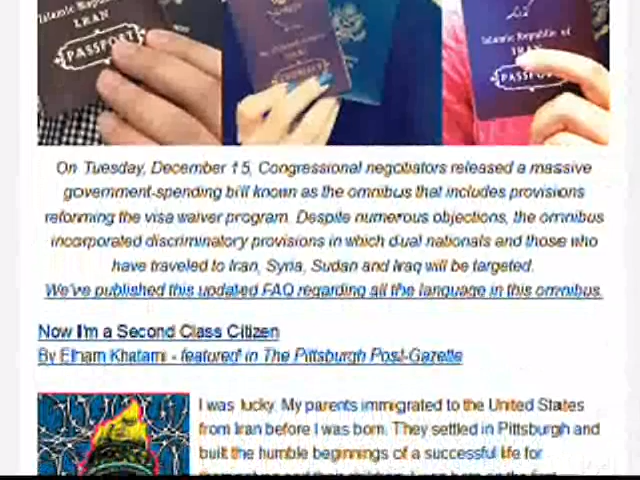 Islamic Republic of
IRAN
PASSPORT
Islamic Republic of
IRAN
On Tuesday, December 15, Congressional negotiators released a massive
government-spending bill known as the omnibus that includes provisions
reforming the visa waiver program. Despite numerous objections, the omnibus
incorporated discriminatory provisions in which dual nationals and those who
have traveled to Iran, Syria, Sudan and Iraq will be targeted.
We've published this updated FAQ regarding all the language in this omnibus.
Now I'm a Second Class Citizen
By Elham Khatami - featured in The Pittsburgh Post-Gazette
I was lucky. My parents immigrated to the United States
from Iran before I was born. They settled in Pittsburgh and
built the humble beginnings of a successful life for